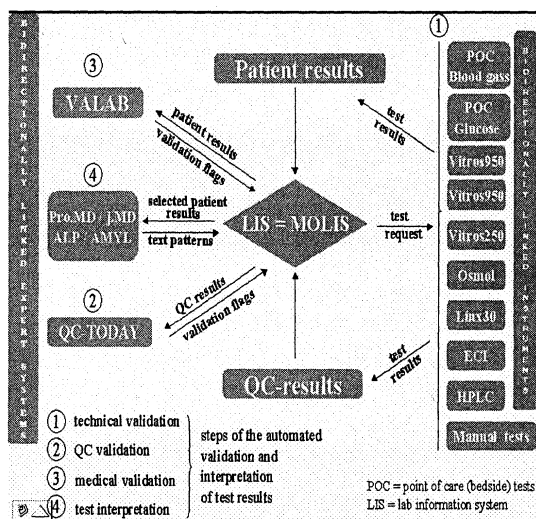 1
BIDIRECTIONALLY LINKED EXPERT SYSTEMS
3
VALAB
patient results
validation flags
Patient results
test
results
POC
Blood gass
POC
Glucose
Vitros950
Vitros950
Vitros250
Osmol
Linx30
ECI
HPLC
Manual tests
BIDIRECTIONALLY LINKED INSTRUMENTS
4
Pro.MD / j.MD
ALP / AMYL
selected patient
results
text patterns
LIS = MOLIS
test
request
2
QC TODAY
QC results
validation flags
QC-results
test
results
1 technical validation
2 QC validation
3 medical validation
4 test interpretation
steps of the automated
validation and
interpretation
of test results
POC = point of care (bedside) tests
LIS = lab information system